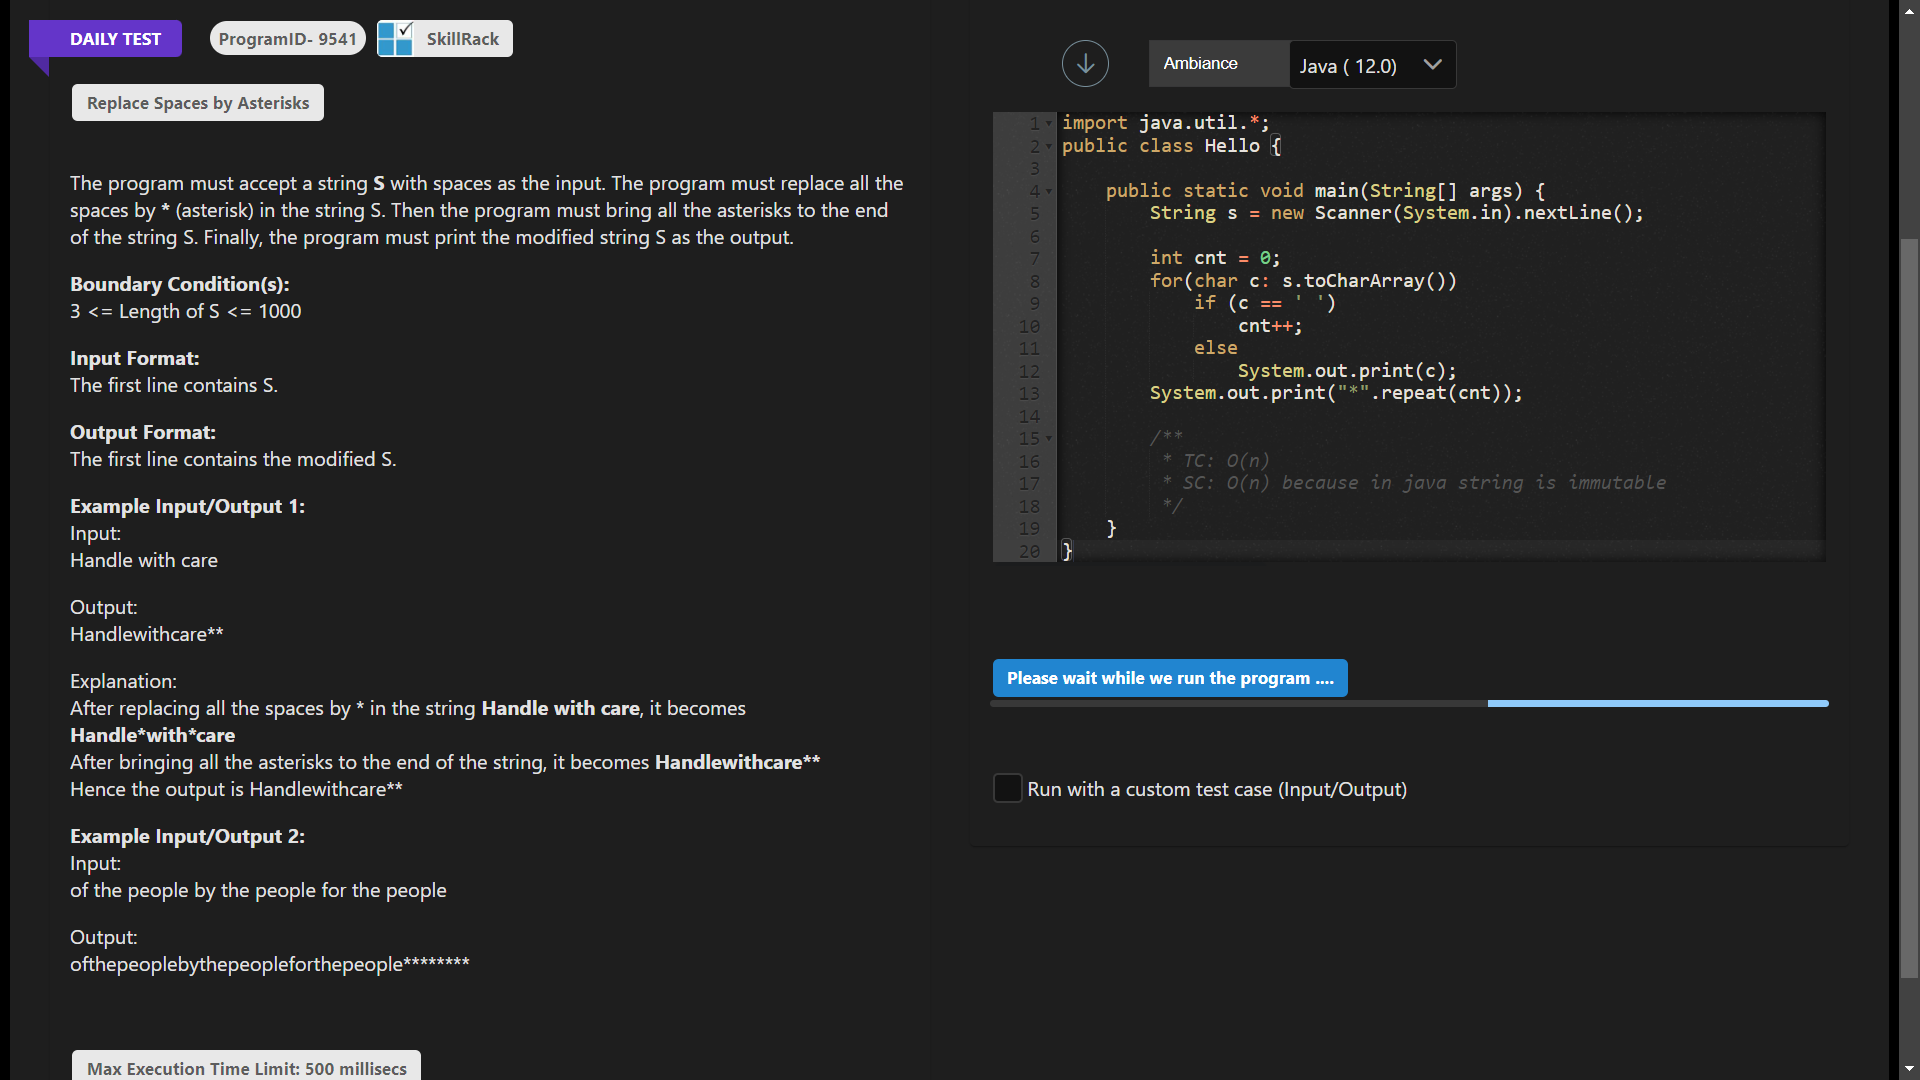 DAILY TEST
ProgramID- 9541
SkillRack
Replace Spaces by Asterisks
The program must accept a string S with spaces as the input. The program must replace all the
spaces by * (asterisk) in the string S. Then the program must bring all the asterisks to the end
of the string S. Finally, the program must print the modified string S as the output.
Boundary Condition(s):
3 <= Length of S <= 1000
Input Format:
The first line contains S.
Output Format:
The first line contains the modified S.
Example Input/Output 1:
Input:
Handle with care
Output:
Handlewithcare**
Explanation:
After replacing all the spaces by * in the string Handle with care, it becomes
Handle*with*care
After bringing all the asterisks to the end of the string, it becomes Handlewithcare**
Hence the output is Handlewithcare**
Example Input/Output 2:
Input:
of the people by the people for the people
Output:
ofthepeoplebythepeopleforthepeople********
Max Execution Time Limit: 500 millisecs
Ambiance
Java ( 12.0)
1 import java.util.*;
2 public class Hello {
3
4     public static void main(String[] args) {
5         String s = new Scanner(System.in).nextLine();
6
7         int cnt = 0;
8         for(char c: s.toCharArray())
9             if (c == ' ')
10                 cnt++;
11             else
12                 System.out.print(c);
13         System.out.print("*".repeat(cnt));
14
15         /**
16          * TC: O(n)
17          * SC: O(n) because in java string is immutable
18          */
19     }
20 }
Please wait while we run the program ....
Run with a custom test case (Input/Output)